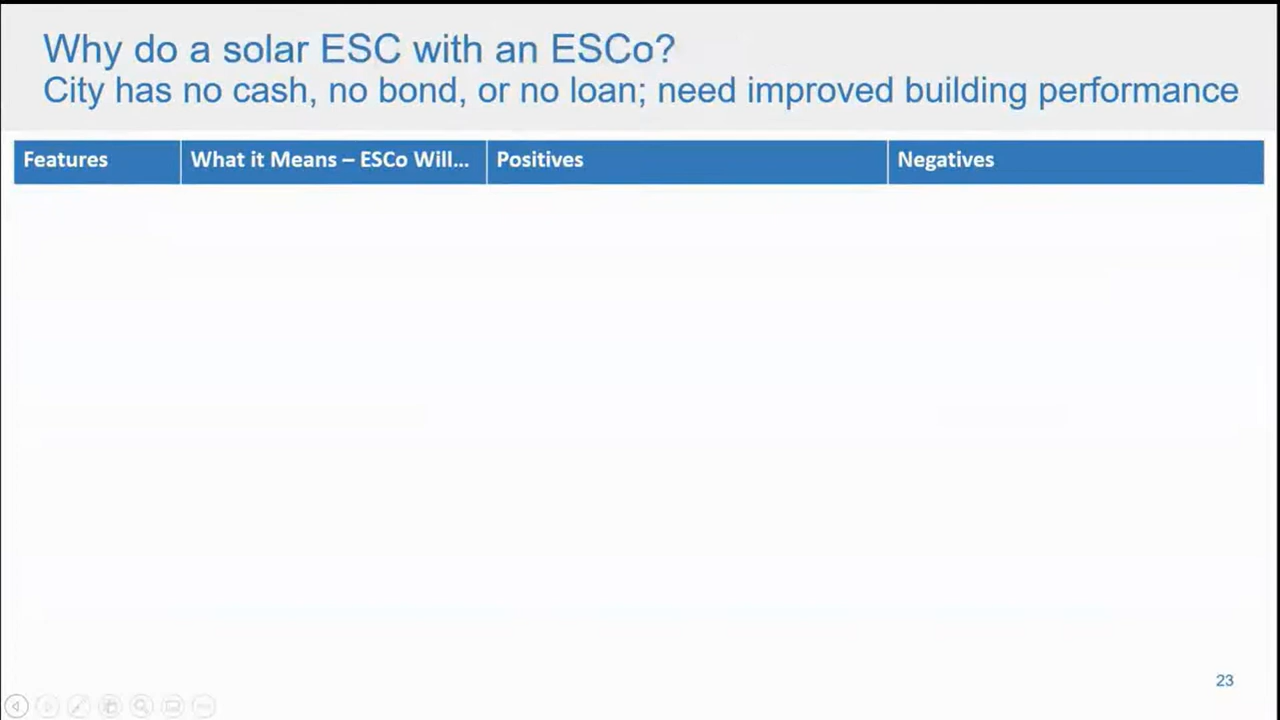 Why do a solar ESC with an ESCo?
City has no cash, no bond, or no loan; need improved building performance
Features
What it Means – ESCo Will...
Positives
Negatives
23